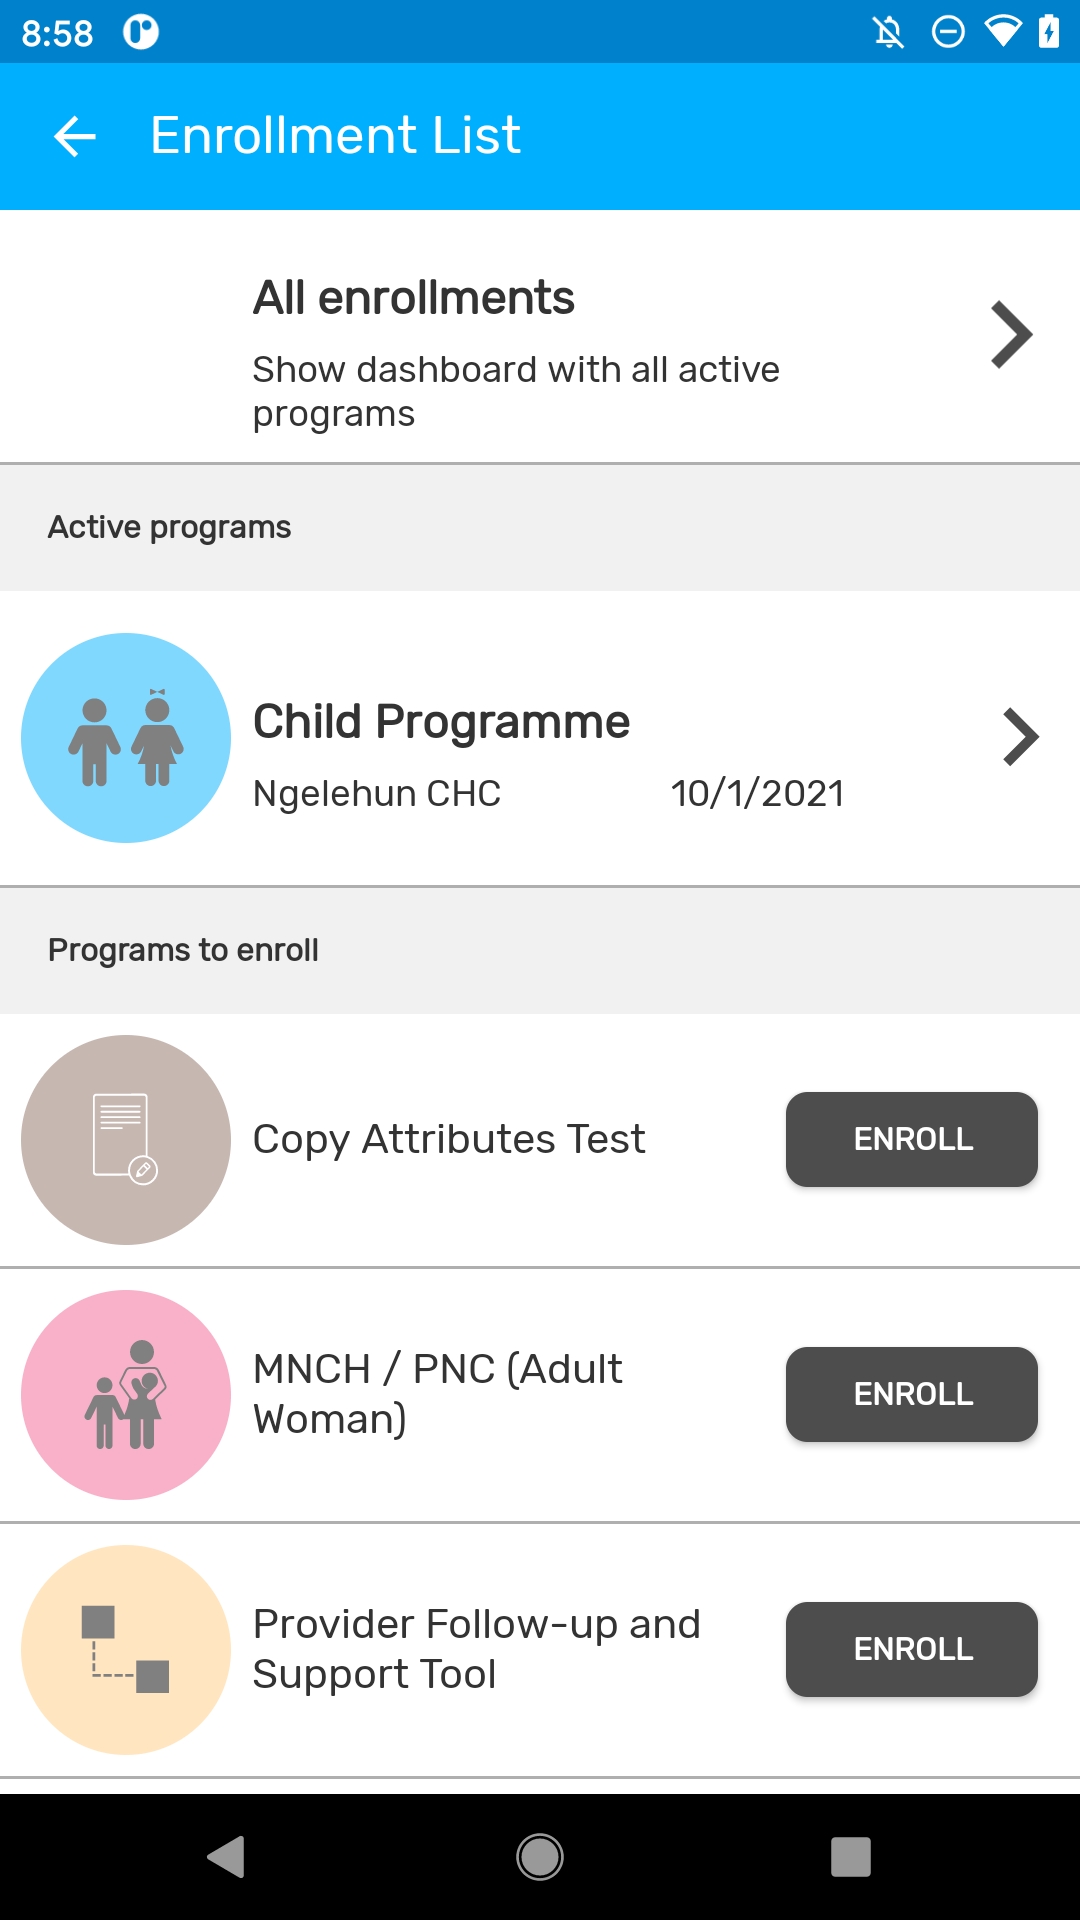 8:58
Enrollment List
All enrollments
Show dashboard with all active
programs
Active programs
Child Programme
Ngelehun CHC 10/1/2021
Programs to enroll
Copy Attributes Test
ENROLL
MNCH / PNC (Adult
Woman)
ENROLL
Provider Follow-up and
Support Tool
ENROLL